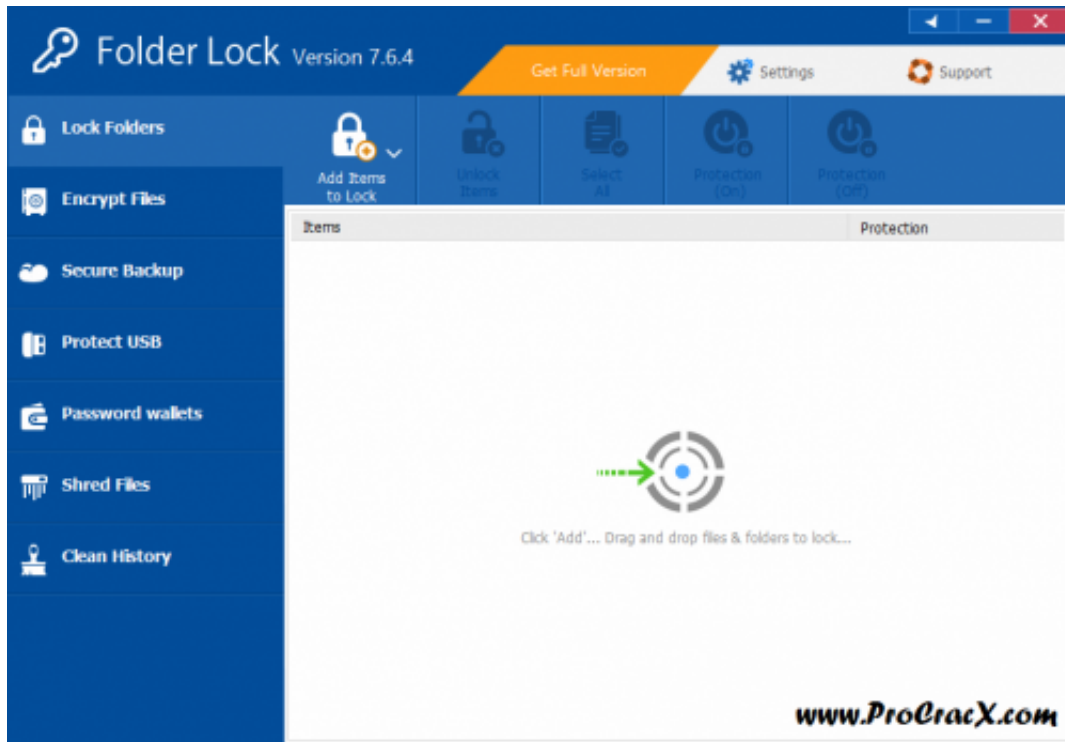 Folder Lock Version 7.6.4
Get Full Version
Settings
Support
Lock Folders
Encrypt Files
Secure Backup
Protect USB
Password wallets
Shred Files
Clean History
Add Items
to Lock
Unlock
Items
Select
All
Protection
(On)
Protection
(Off)
Items
Protection
Click 'Add'... Drag and drop files & folders to lock...
www.ProCracX.com